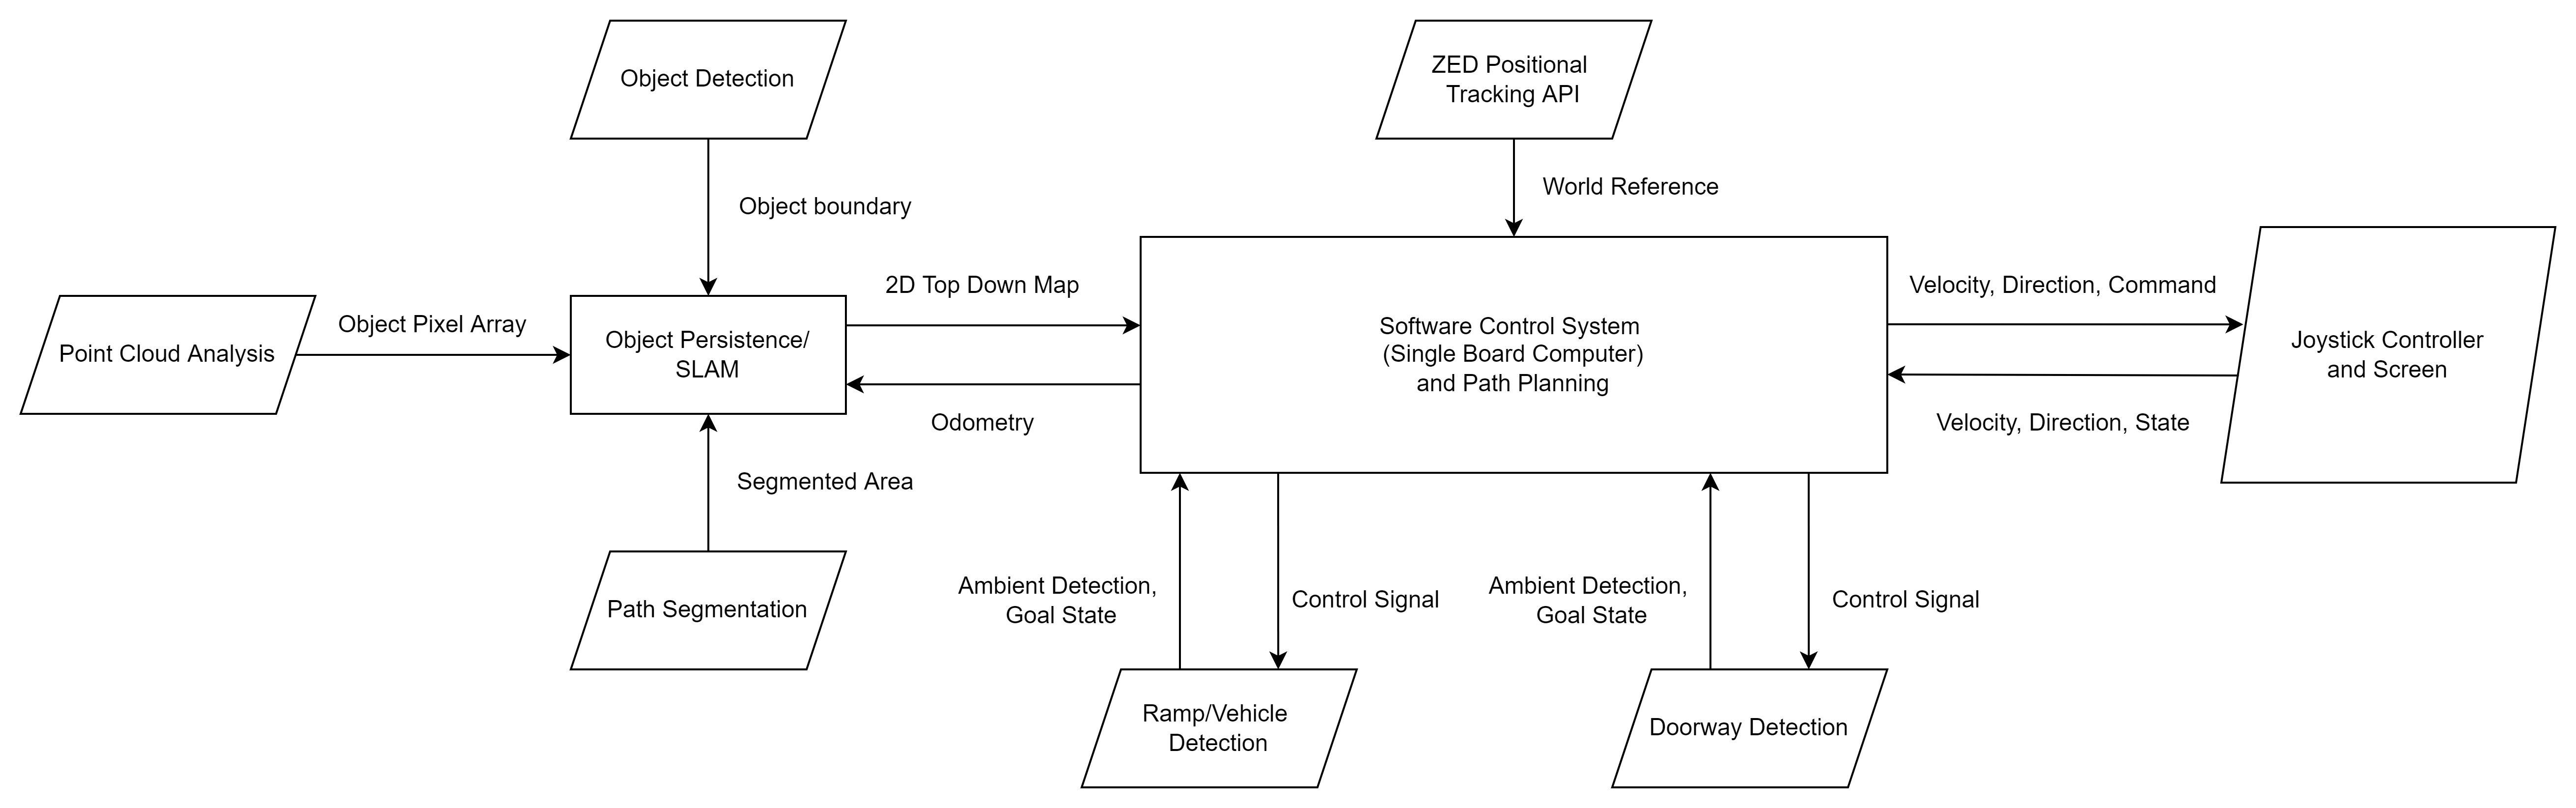 Object Detection
ZED Positional
Tracking API
Object boundary
World Reference
Point Cloud Analysis
Object Pixel Array
Object Persistence/
SLAM
2D Top Down Map
Odometry
Software Control System
(Single Board Computer)
and Path Planning
Velocity, Direction, Command
Velocity, Direction, State
Joystick Controller
and Screen
Segmented Area
Path Segmentation
Ambient Detection,
Goal State
Control Signal
Ambient Detection,
Goal State
Control Signal
Ramp/Vehicle
Detection
Doorway Detection